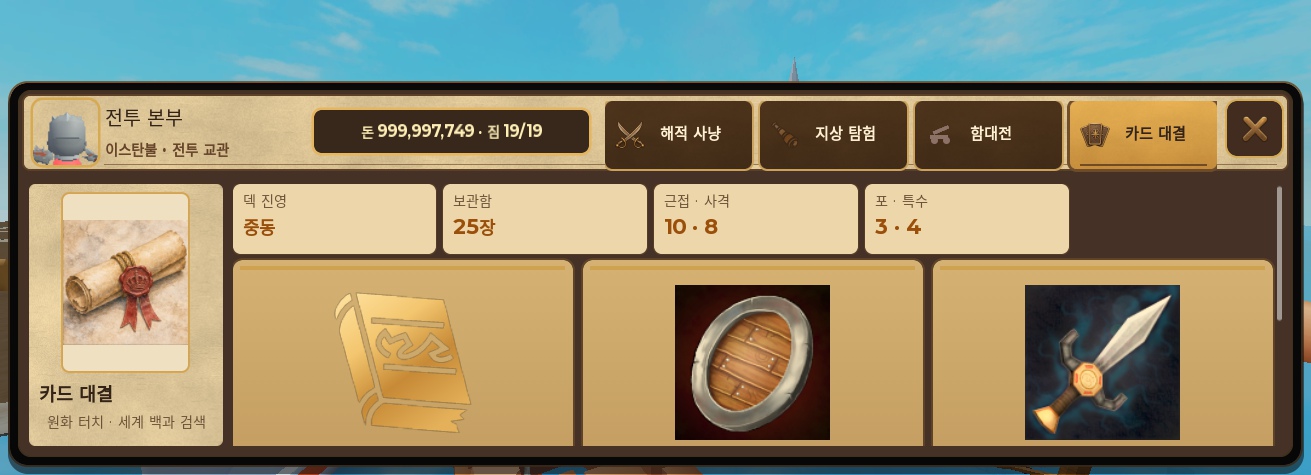 전투 본부
이스탄불 • 전투 교관
돈 999,997,749 · 짐 19/19
해적 사냥
지상 탐험
함대전
카드 대결
덱 진영
중동
보관함
25장
근접 · 사격
10 · 8
포 · 특수
3 · 4
카드 대결
원화 터치 · 세계 백과 검색